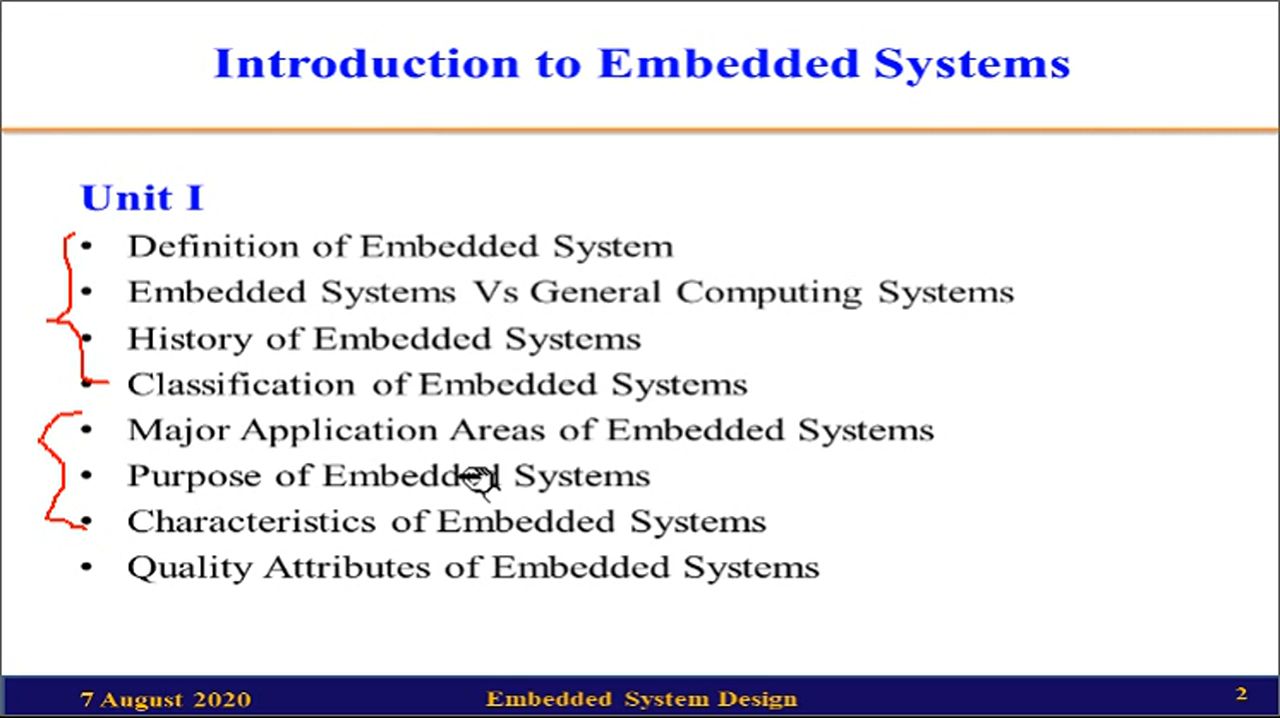 Introduction to Embedded Systems
Unit I
• Definition of Embedded System
• Embedded Systems Vs General Computing Systems
• History of Embedded Systems
• Classification of Embedded Systems
• Major Application Areas of Embedded Systems
• Purpose of Embedded Systems
• Characteristics of Embedded Systems
• Quality Attributes of Embedded Systems
7 August 2020
Embedded System Design
2